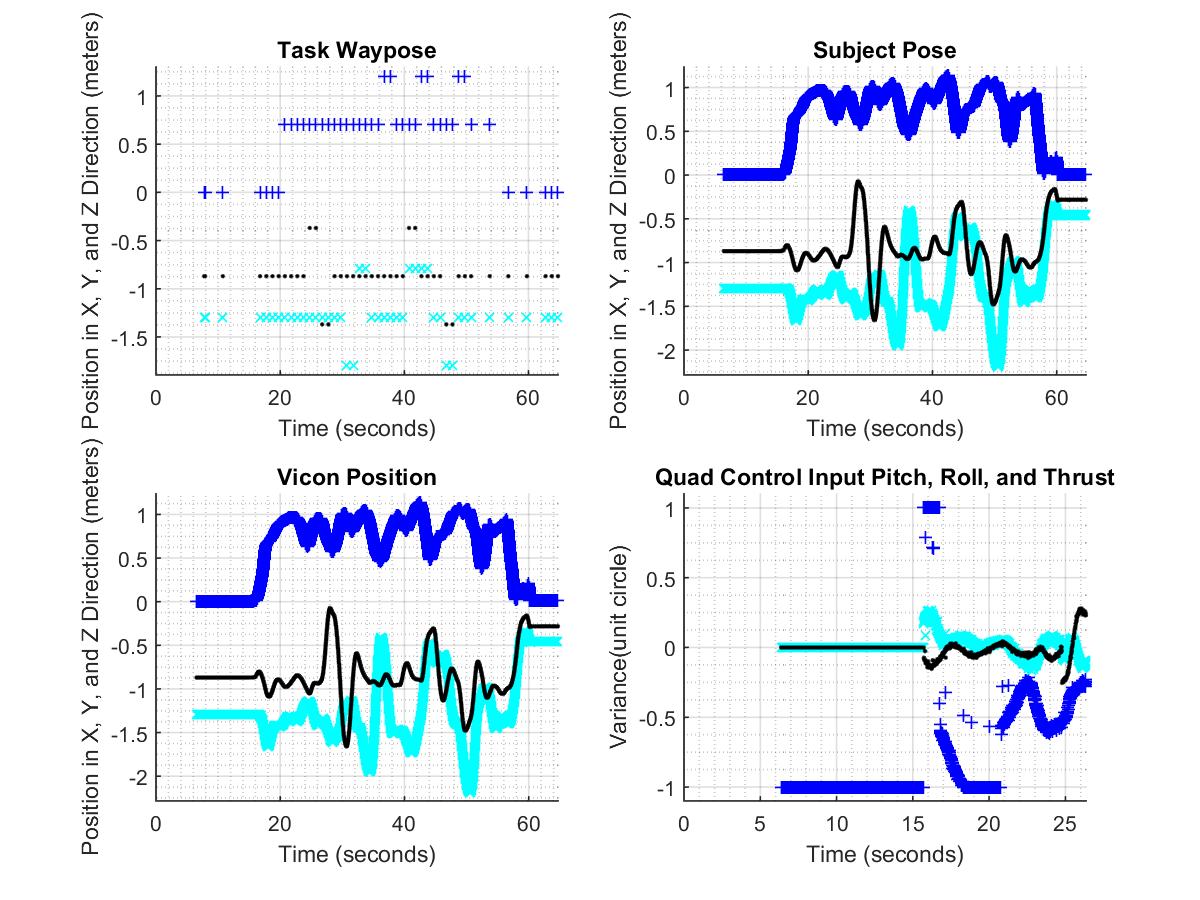 Task Waypose
Position in X, Y, and Z Direction (meters)
1
0.5
0
-0.5
-1
-1.5
0 20 40 60
Time (seconds)
Subject Pose
Position in X, Y, and Z Direction (meters)
1
0.5
0
-0.5
-1
-1.5
-2
0 20 40 60
Time (seconds)
Vicon Position
Position in X, Y, and Z Direction (meters)
1
0.5
0
-0.5
-1
-1.5
-2
0 20 40 60
Time (seconds)
Quad Control Input Pitch, Roll, and Thrust
Variance(unit circle)
1
0.5
0
-0.5
-1
0 5 10 15 20 25
Time (seconds)